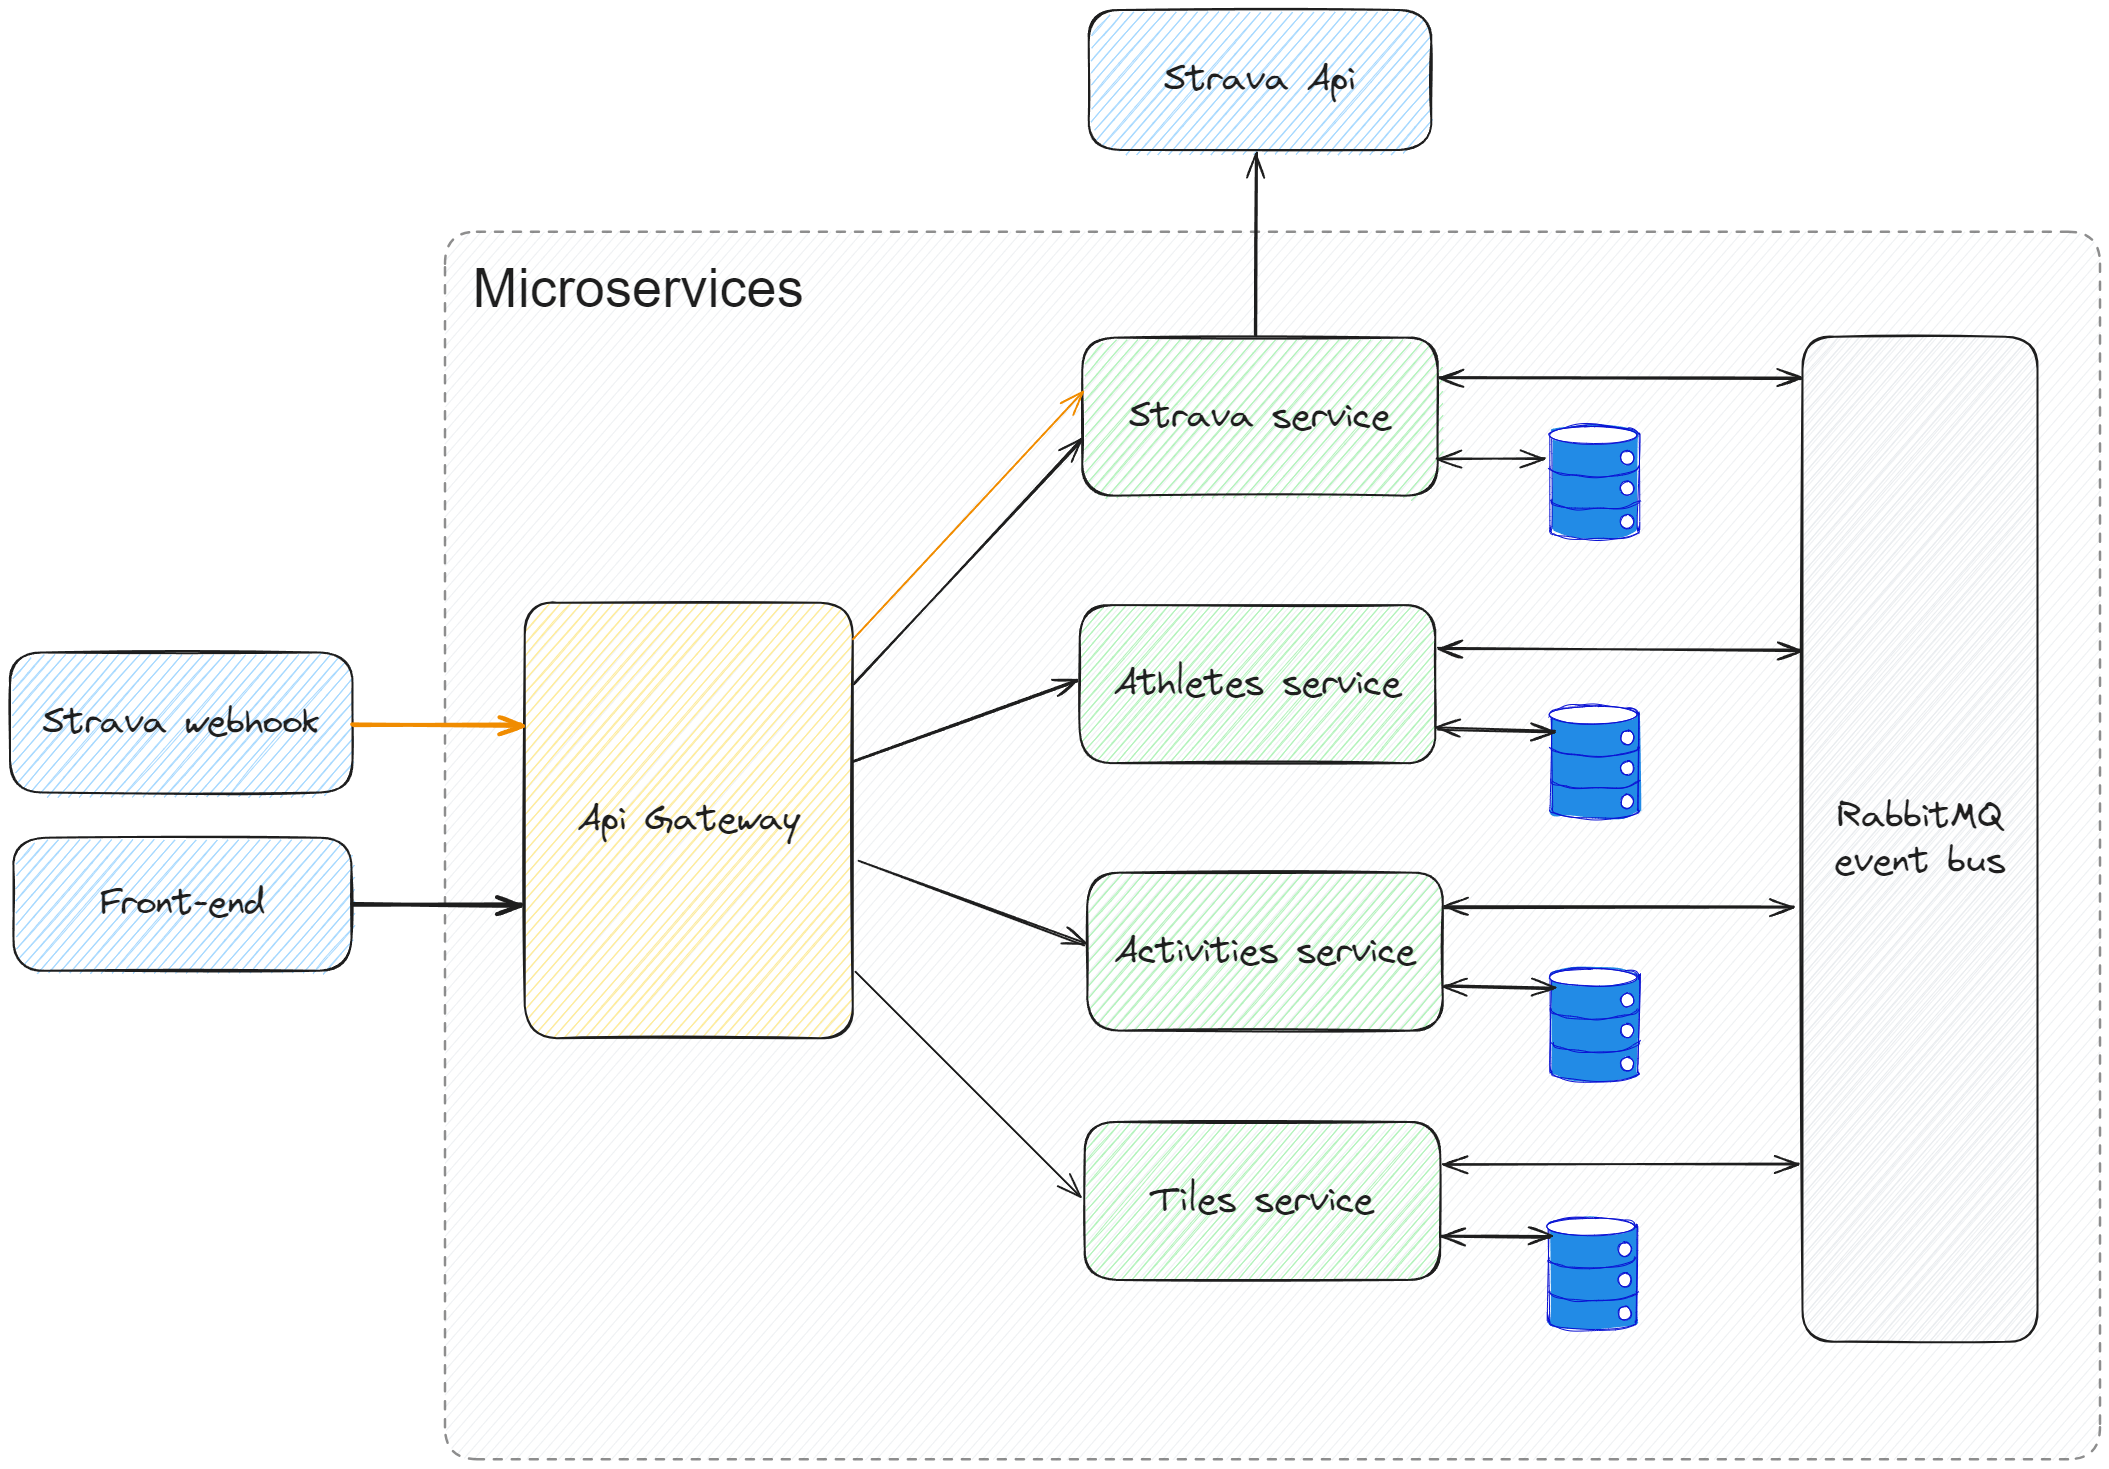 Strava Api
Microservices
Strava service
Strava webhook
Front-end
Api Gateway
Athletes service
Activities service
Tiles service
RabbitMQ
event bus